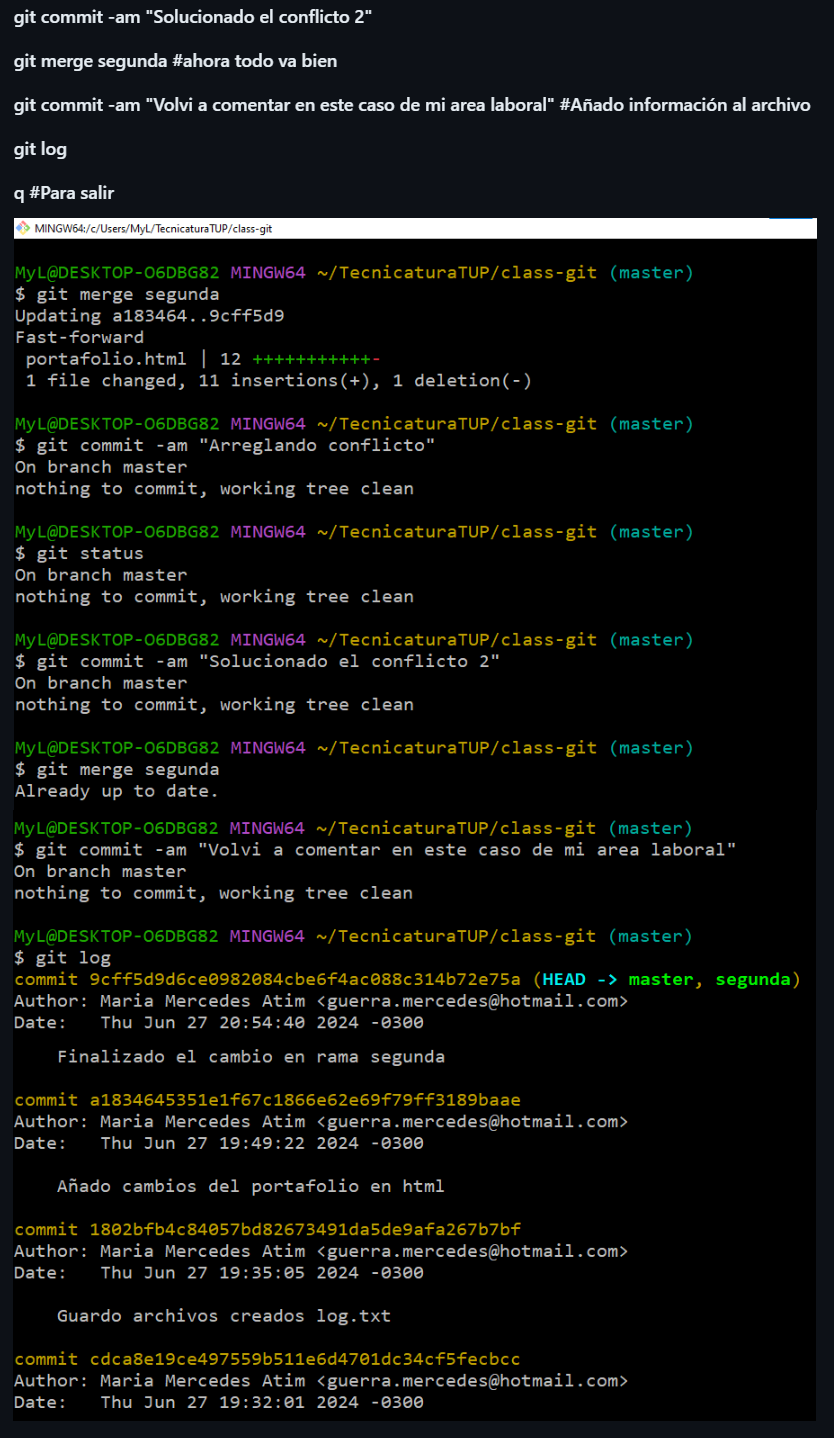 git commit -am "Solucionado el conflicto 2"
git merge segunda #ahora todo va bien
git commit -am "Volvi a comentar en este caso de mi area laboral" #Añado información al archivo
git log
q #Para salir
MINGW64:/c/Users/MyL/TecnicaturaTUP/class-git
MyL@DESKTOP-O6DBG82 MINGW64 ~/TecnicaturaTUP/class-git (master)
$ git merge segunda
Updating a183464..9cff5d9
Fast-forward
 portafolio.html | 12 +++++++++++-
 1 file changed, 11 insertions(+), 1 deletion(-)
MyL@DESKTOP-O6DBG82 MINGW64 ~/TecnicaturaTUP/class-git (master)
$ git commit -am "Arreglando conflicto"
On branch master
nothing to commit, working tree clean
MyL@DESKTOP-O6DBG82 MINGW64 ~/TecnicaturaTUP/class-git (master)
$ git status
On branch master
nothing to commit, working tree clean
MyL@DESKTOP-O6DBG82 MINGW64 ~/TecnicaturaTUP/class-git (master)
$ git commit -am "Solucionado el conflicto 2"
On branch master
nothing to commit, working tree clean
MyL@DESKTOP-O6DBG82 MINGW64 ~/TecnicaturaTUP/class-git (master)
$ git merge segunda
Already up to date.
MyL@DESKTOP-O6DBG82 MINGW64 ~/TecnicaturaTUP/class-git (master)
$ git commit -am "Volvi a comentar en este caso de mi area laboral"
On branch master
nothing to commit, working tree clean
MyL@DESKTOP-O6DBG82 MINGW64 ~/TecnicaturaTUP/class-git (master)
$ git log
commit 9cff5d9d6ce0982084cbe6f4ac088c314b72e75a (HEAD -> master, segunda)
Author: Maria Mercedes Atim <guerra.mercedes@hotmail.com>
Date:   Thu Jun 27 20:54:40 2024 -0300
    Finalizado el cambio en rama segunda
commit a1834645351e1f67c1866e62e69f79ff3189baae
Author: Maria Mercedes Atim <guerra.mercedes@hotmail.com>
Date:   Thu Jun 27 19:49:22 2024 -0300
    Añado cambios del portafolio en html
commit 1802bfb4c84057bd82673491da5de9afa267b7bf
Author: Maria Mercedes Atim <guerra.mercedes@hotmail.com>
Date:   Thu Jun 27 19:35:05 2024 -0300
    Guardo archivos creados log.txt
commit cdca8e19ce497559b511e6d4701dc34cf5fecbcc
Author: Maria Mercedes Atim <guerra.mercedes@hotmail.com>
Date:   Thu Jun 27 19:32:01 2024 -0300